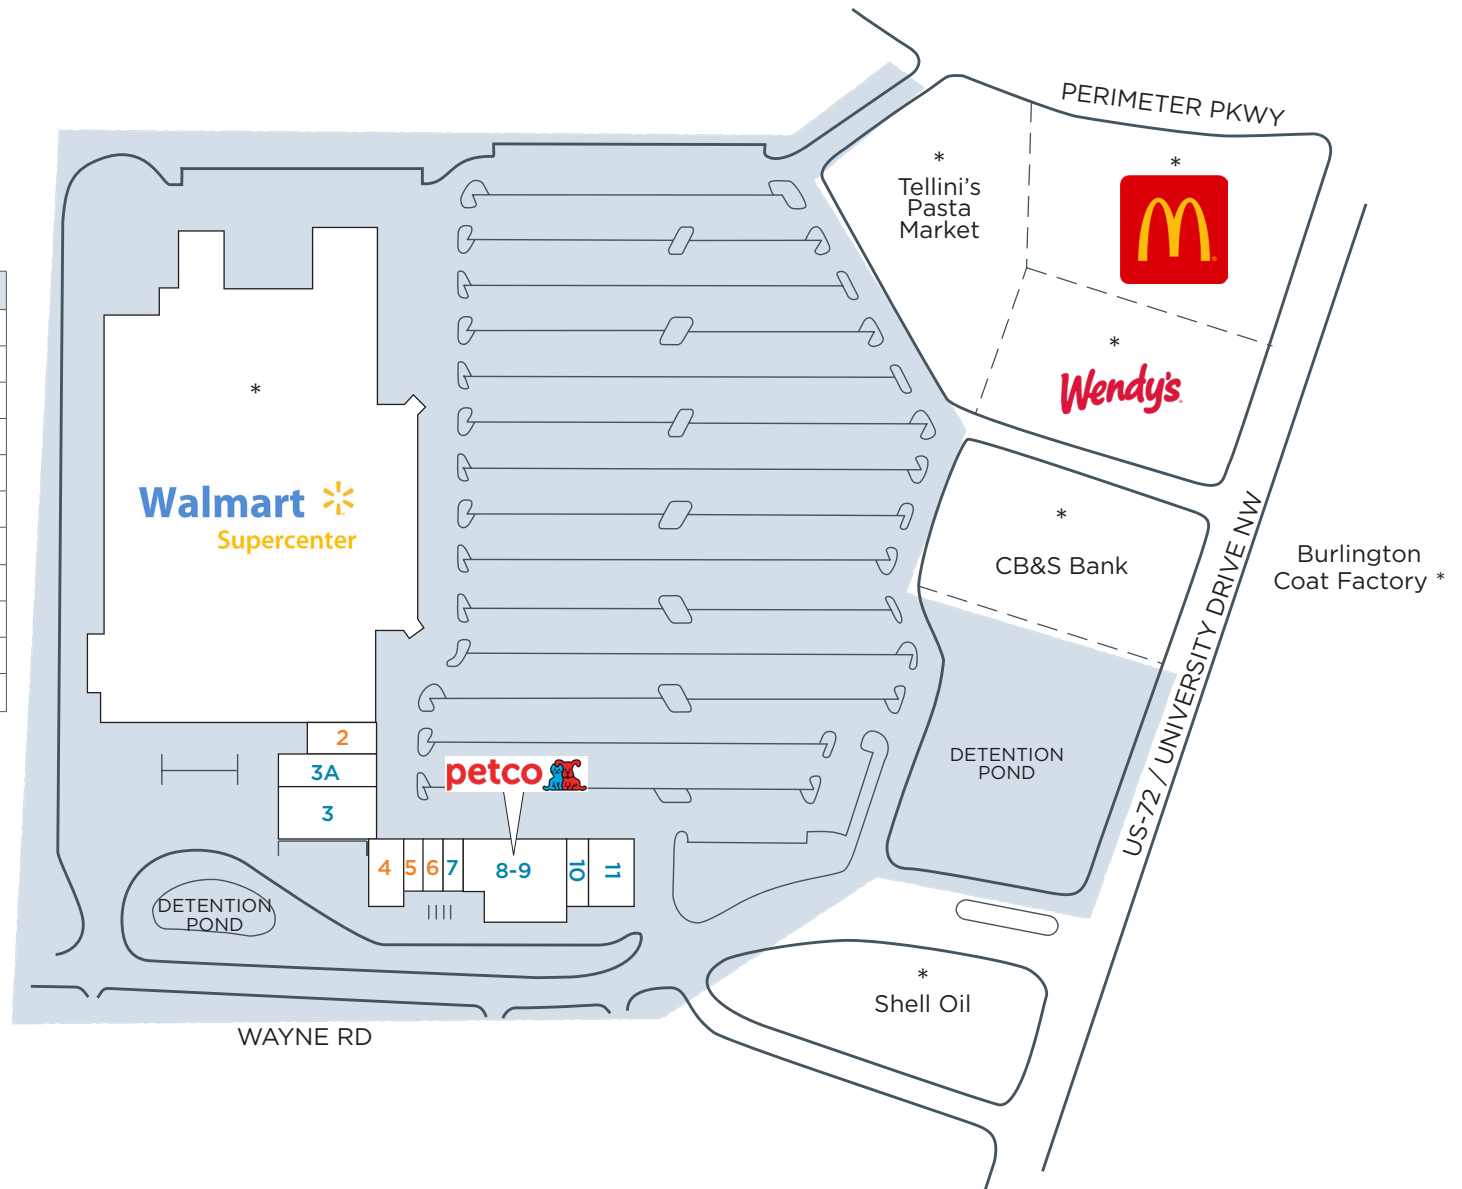 PERIMETER PKWY
*
Tellini's
Pasta
Market
*
M
*
Wendy's
*
Walmart
Supercenter
*
CB&S Bank
Burlington
Coat Factory *
US-72 / UNIVERSITY DRIVE NW
2
3A
3
petco
DETENTION
POND
4
5
6
7
8-9
10
11
DETENTION
POND
*
Shell Oil
WAYNE RD